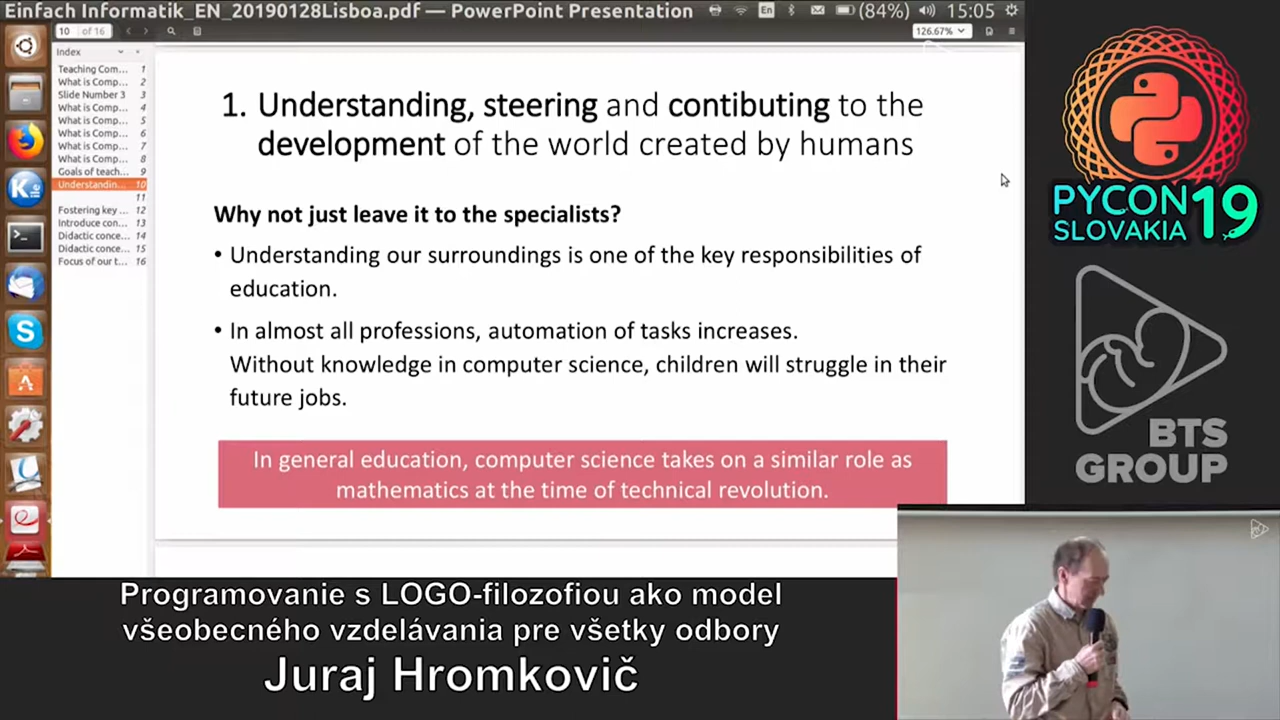 Einfach Informatik_EN_20190128Lisboa.pdf — PowerPoint Presentation
En
(84%)
15:05
10 of 16
126.67%
Index
Teaching Com... 1
What is Comp... 2
Slide Number 3 3
What is Comp... 4
What is Comp... 5
What is Comp... 6
What is Comp... 7
What is Comp... 8
Goals of teach... 9
Understandin... 10
11
Fostering key ... 12
Introduce con... 13
Didactic conce... 14
Didactic conce... 15
Focus of our t... 16
1. Understanding, steering and contibuting to the
development of the world created by humans
Why not just leave it to the specialists?
• Understanding our surroundings is one of the key responsibilities of
education.
• In almost all professions, automation of tasks increases.
Without knowledge in computer science, children will struggle in their
future jobs.
In general education, computer science takes on a similar role as
mathematics at the time of technical revolution.
PYCON 19
SLOVAKIA
BTS
GROUP
Programovanie s LOGO-filozofiou ako model
všeobecného vzdelávania pre všetky odbory
Juraj Hromkovič